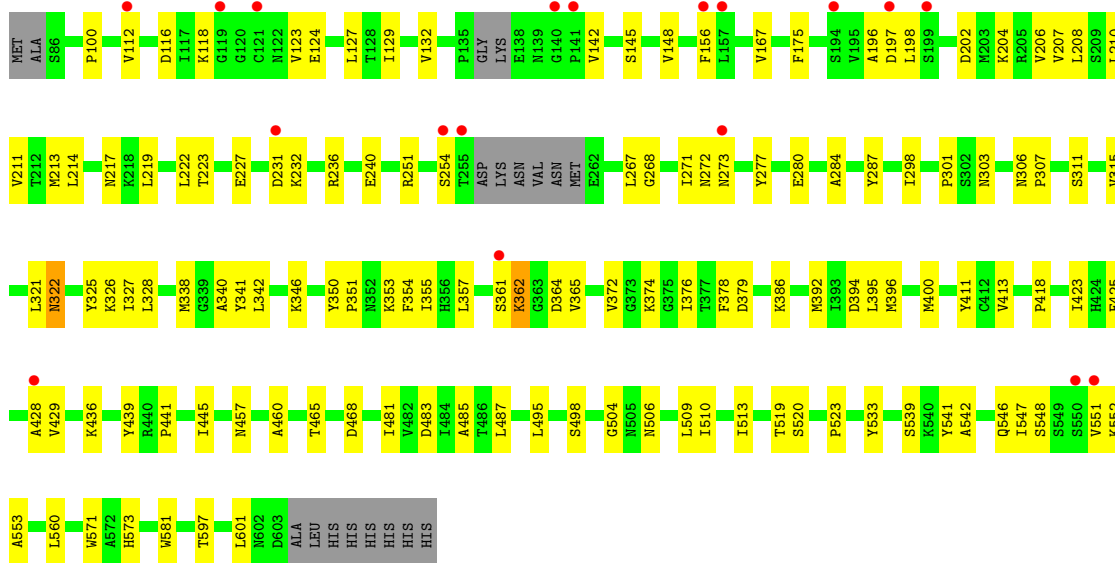 MET ALA S86 P100 V112 D116 I117 K118 G119 G120 C121 N122 V123 E124 L127 T128 I129 V132 P135 GLY LYS E138 N139 G140 P141 V142 S145 V148 F156 L157 V167 F175 S194 V195 A196 D197 L198 S199 D202 M203 K204 R205 V206 V207 L208 S209 L210
V211 T212 M213 L214 N217 K218 L219 L222 T223 E227 D231 K232 R236 E240 R251 S254 T255 ASP LYS ASN VAL ASN MET E262 L267 G268 I271 N272 N273 Y277 E280 A284 Y287 I298 P301 S302 N303 N306 P307 S311 V315
L321 N322 Y325 K326 I327 L328 M338 G339 A340 Y341 L342 K346 Y350 P351 N352 K353 F354 I355 H356 L357 S361 K362 G363 D364 V365 V372 G373 K374 G375 I376 T377 F378 D379 K386 M392 I393 D394 L395 M396 M400 Y411 C412 V413 P418 I423 H424 E425
A428 V429 K436 Y439 R440 P441 I445 N457 A460 T465 D468 I481 V482 D483 I484 A485 T486 L487 L495 S498 G504 N505 N506 L509 I510 I513 T519 S520 P523 Y533 S539 K540 Y541 A542 Q546 I547 S548 S549 S550 V551 K552
A553 L560 W571 A572 H573 W581 T597 L601 N602 D603 ALA LEU HIS HIS HIS HIS HIS HIS